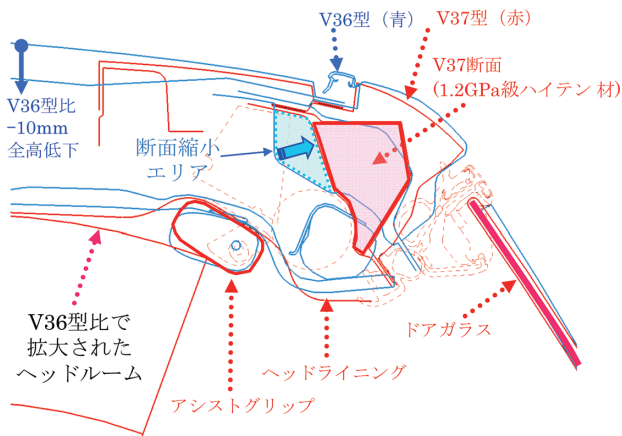 V36型（青）
V37型（赤）
V37断面
(1.2GPa級ハイテン 材)
V36型比
-10mm
全高低下
断面縮小
エリア
V36型比で
拡大された
ヘッドルーム
アシストグリップ
ヘッドライニング
ドアガラス